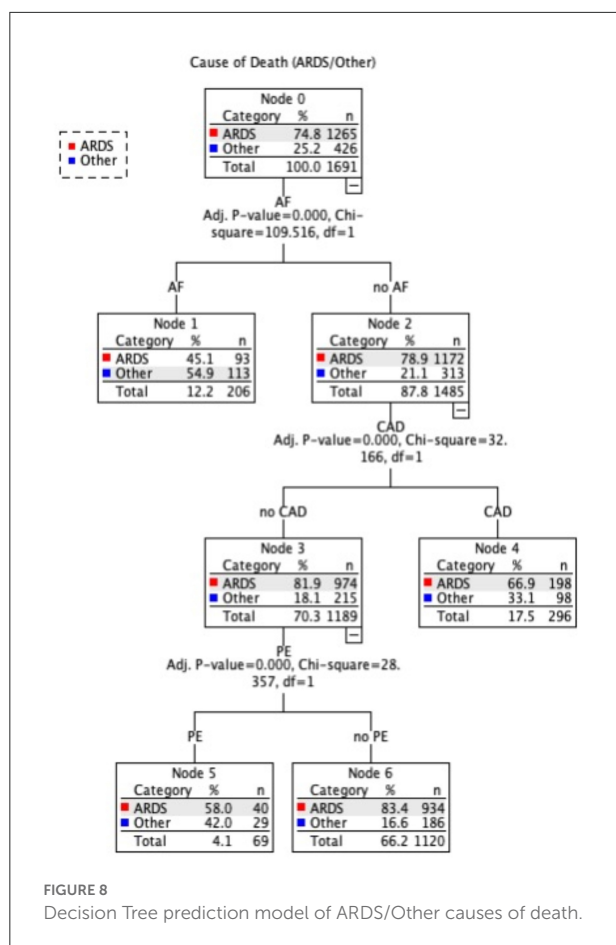 Cause of Death (ARDS/Other)
ARDS
Other
Node 0
Category % n
ARDS 74.8 1265
Other 25.2 426
Total 100.0 1691
AF
Adj. P-value=0.000, Chi-
square=109.516, df=1
AF
no AF
Node 1
Category % n
ARDS 45.1 93
Other 54.9 113
Total 12.2 206
Node 2
Category % n
ARDS 78.9 1172
Other 21.1 313
Total 87.8 1485
CAD
Adj. P-value=0.000, Chi-square=32.
166, df=1
no CAD
CAD
Node 3
Category % n
ARDS 81.9 974
Other 18.1 215
Total 70.3 1189
Node 4
Category % n
ARDS 66.9 198
Other 33.1 98
Total 17.5 296
PE
Adj. P-value=0.000, Chi-square=28.
357, df=1
PE
no PE
Node 5
Category % n
ARDS 58.0 40
Other 42.0 29
Total 4.1 69
Node 6
Category % n
ARDS 83.4 934
Other 16.6 186
Total 66.2 1120
FIGURE 8
Decision Tree prediction model of ARDS/Other causes of death.